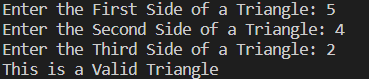 Enter the First Side of a Triangle: 5
Enter the Second Side of a Triangle: 4
Enter the Third Side of a Triangle: 2
This is a Valid Triangle